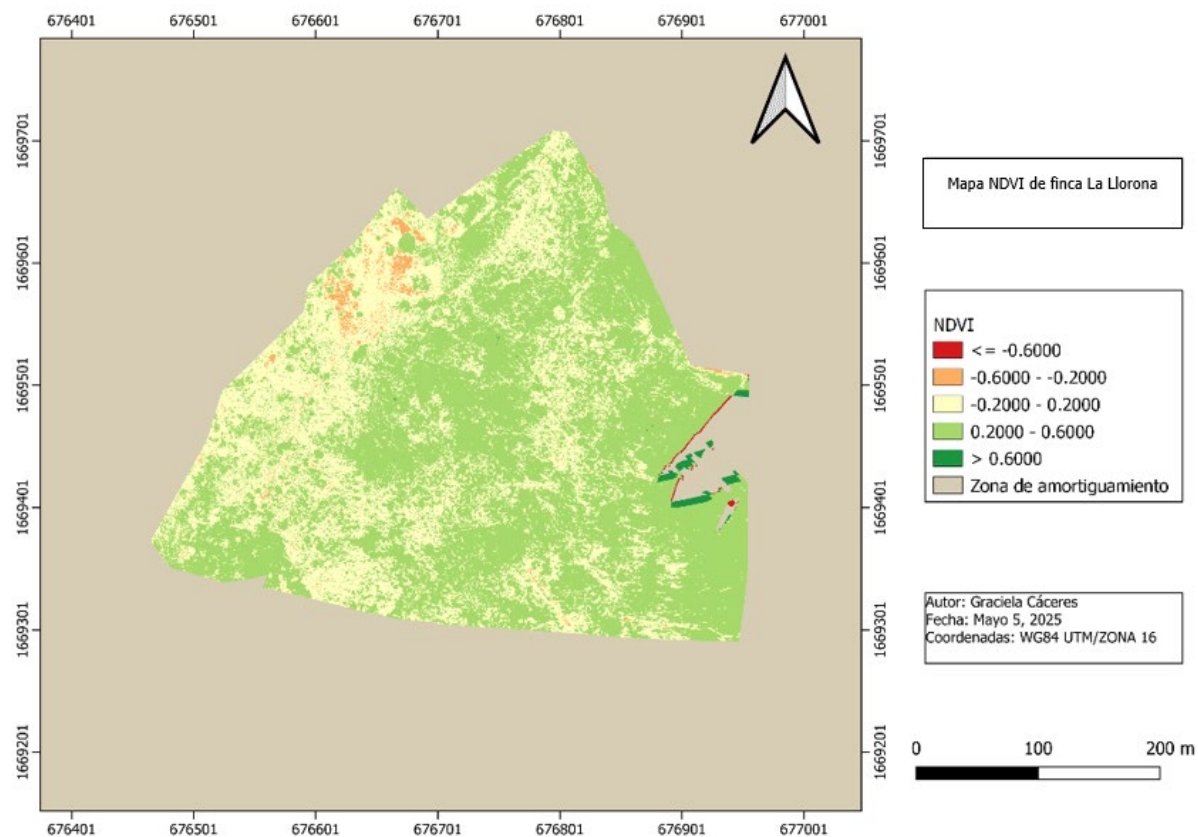 676401 676501 676601 676701 676801 676901 677001
1669701 1669701
1669601 1669601
1669501 1669501
1669401 1669401
1669301 1669301
1669201 1669201
676401 676501 676601 676701 676801 676901 677001
Mapa NDVI de finca La Llorona
NDVI
<= -0.6000
-0.6000 - -0.2000
-0.2000 - 0.2000
0.2000 - 0.6000
> 0.6000
Zona de amortiguamiento
Autor: Graciela Cáceres
Fecha: Mayo 5, 2025
Coordenadas: WG84 UTM/ZONA 16
0 100 200 m